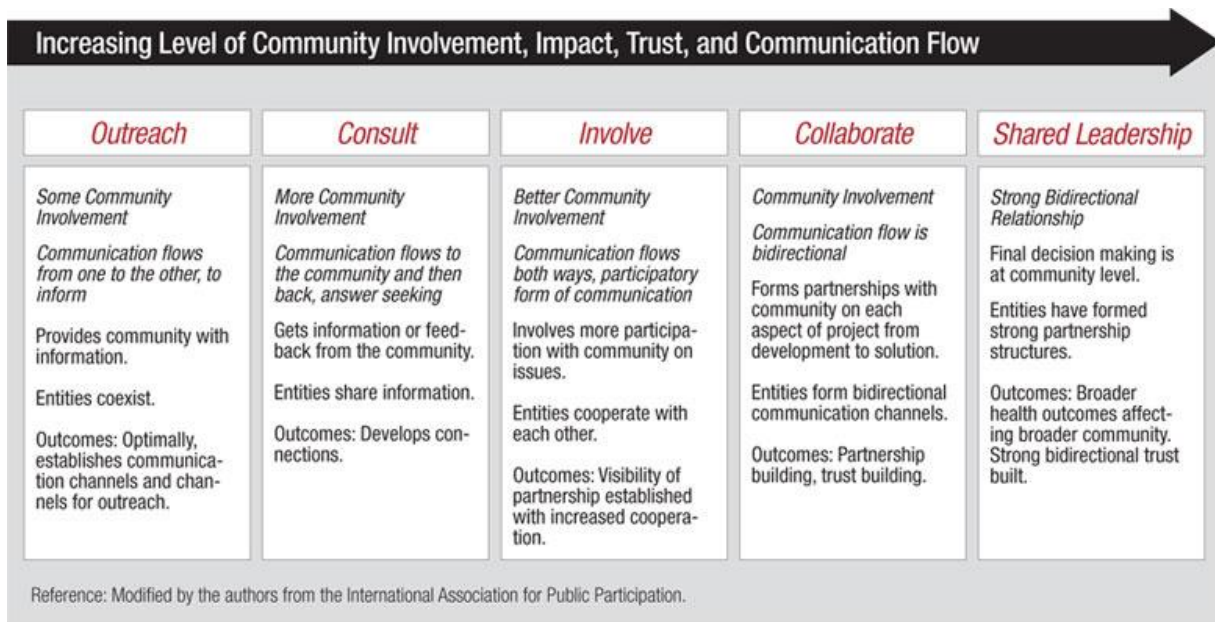 Increasing Level of Community Involvement, Impact, Trust, and Communication Flow
Outreach
Some Community
Involvement
Communication flows
from one to the other, to
inform
Provides community with
information.
Entities coexist.
Outcomes: Optimally,
establishes communica-
tion channels and chan-
nels for outreach.
Consult
More Community
Involvement
Communication flows to
the community and then
back, answer seeking
Gets information or feed-
back from the community.
Entities share information.
Outcomes: Develops con-
nections.
Involve
Better Community
Involvement
Communication flows
both ways, participatory
form of communication
Involves more participa-
tion with community on
issues.
Entities cooperate with
each other.
Outcomes: Visibility of
partnership established
with increased coopera-
tion.
Collaborate
Community Involvement
Communication flow is
bidirectional
Forms partnerships with
community on each
aspect of project from
development to solution.
Entities form bidirectional
communication channels.
Outcomes: Partnership
building, trust building.
Shared Leadership
Strong Bidirectional
Relationship
Final decision making is
at community level.
Entities have formed
strong partnership
structures.
Outcomes: Broader
health outcomes affect-
ing broader community.
Strong bidirectional trust
built.
Reference: Modified by the authors from the International Association for Public Participation.